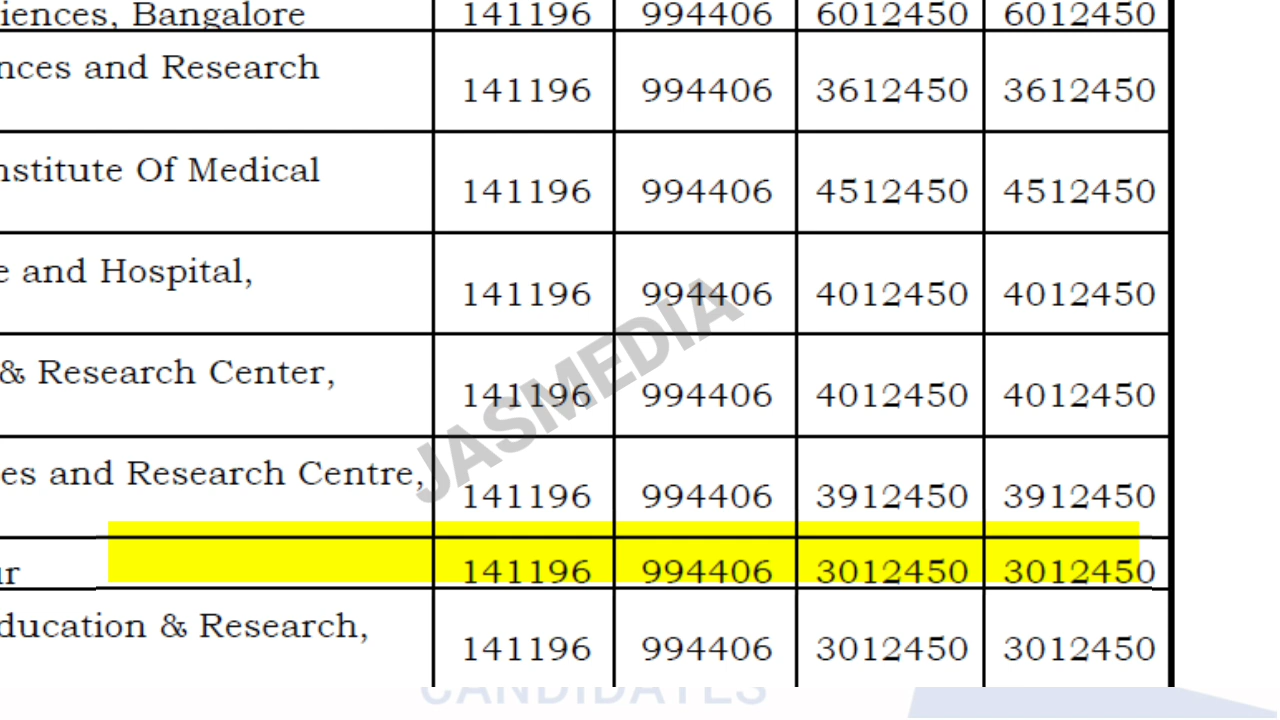 iences, Bangalore 141196 994406 6012450 6012450
nces and Research
141196 994406 3612450 3612450
nstitute Of Medical
141196 994406 4512450 4512450
e and Hospital,
141196 994406 4012450 4012450
& Research Center,
141196 994406 4012450 4012450
es and Research Centre,
141196 994406 3912450 3912450
ur 141196 994406 3012450 3012450
ducation & Research,
141196 994406 3012450 3012450
JASMEDIA
CANDIDATES